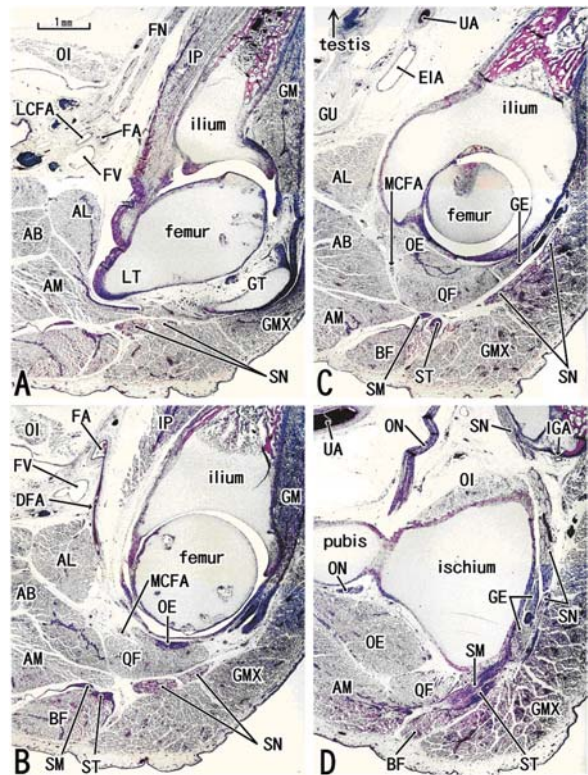 1 mm
OI
FN
IP
GM
LCFA
FA
FV
ilium
AL
AB
AM
femur
LT
GT
GMX
SN
A
testis
UA
EIA
GU
ilium
AL
MCFA
AB
femur
GE
OE
AM
QF
BF
GMX
SM
ST
SN
C
FA
OI
IP
FV
DFA
ilium
GM
AL
femur
AB
MCFA
OE
AM
QF
GMX
BF
SN
SM
ST
B
UA
ON
SN
IGA
OI
pubis
ischium
ON
GE
SN
OE
SM
AM
QF
GMX
BF
ST
D